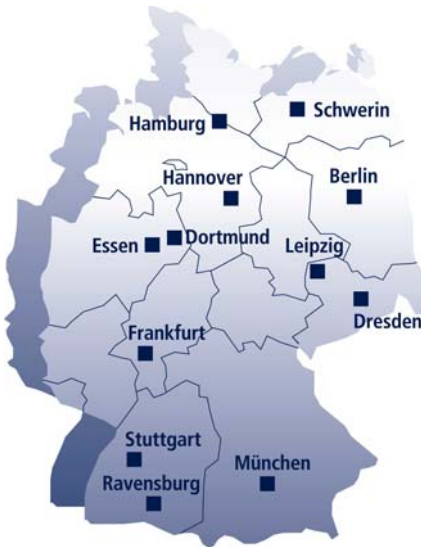 Schwerin
Hamburg
Hannover
Berlin
Essen
Dortmund
Leipzig
Dresden
Frankfurt
Stuttgart
München
Ravensburg